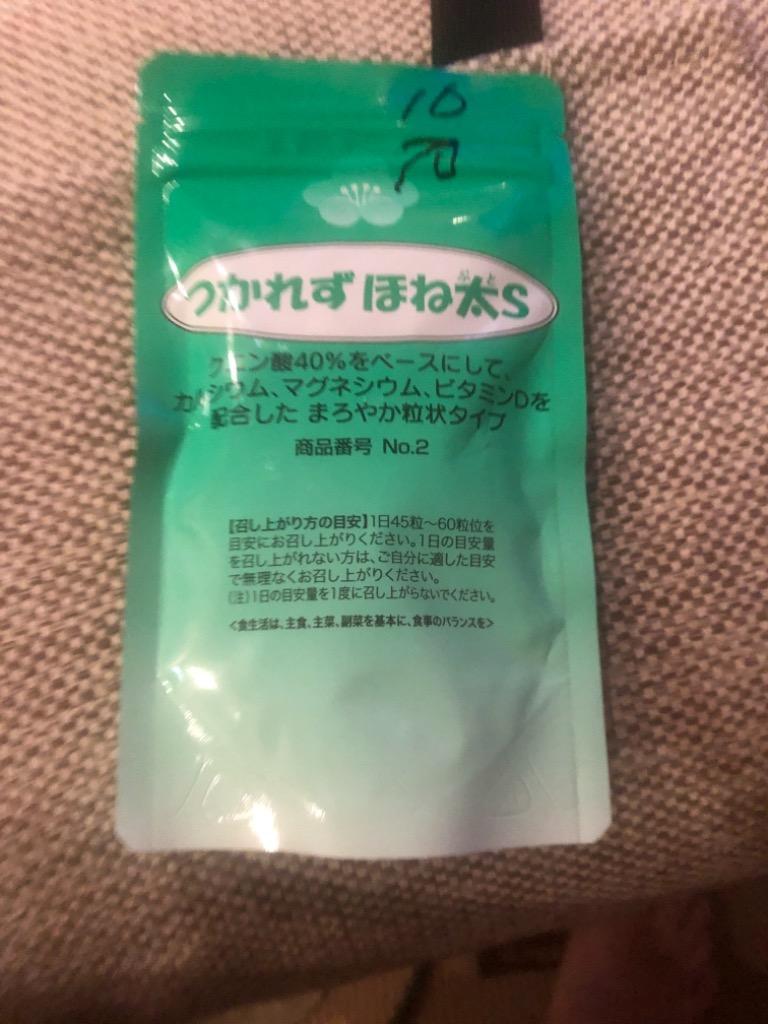 10
つかれず ほね太S
ぶと
クエン酸40%をベースにして、
カルシウム、マグネシウム、ビタミンDを
配合した まろやか粒状タイプ
商品番号 No.2
【召し上がり方の目安】1日45粒〜60粒位を
目安にお召し上がりください。1日の目安量
を召し上がれない方は、ご自分に適した目安
で無理なくお召し上がりください。
(注)1日の目安量を1度に召し上がらないでください。
<食生活は、主食、主菜、副菜を基本に、食事のバランスを>